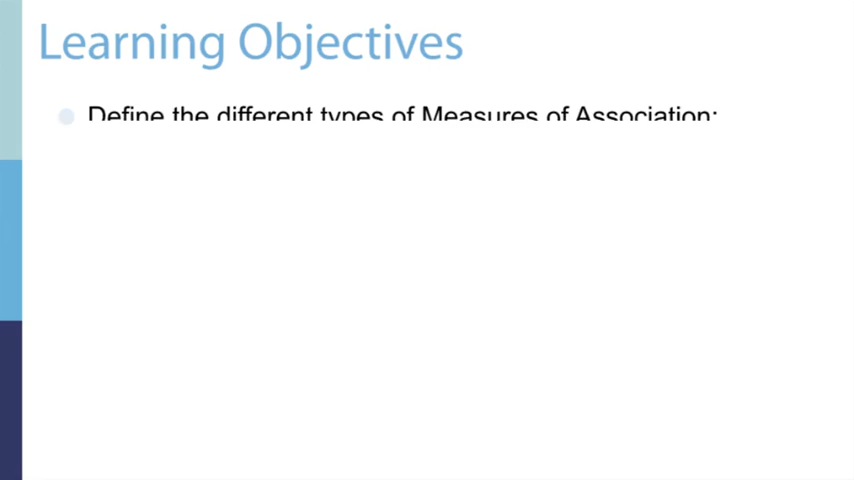 Learning Objectives
Define the different types of Measures of Association: